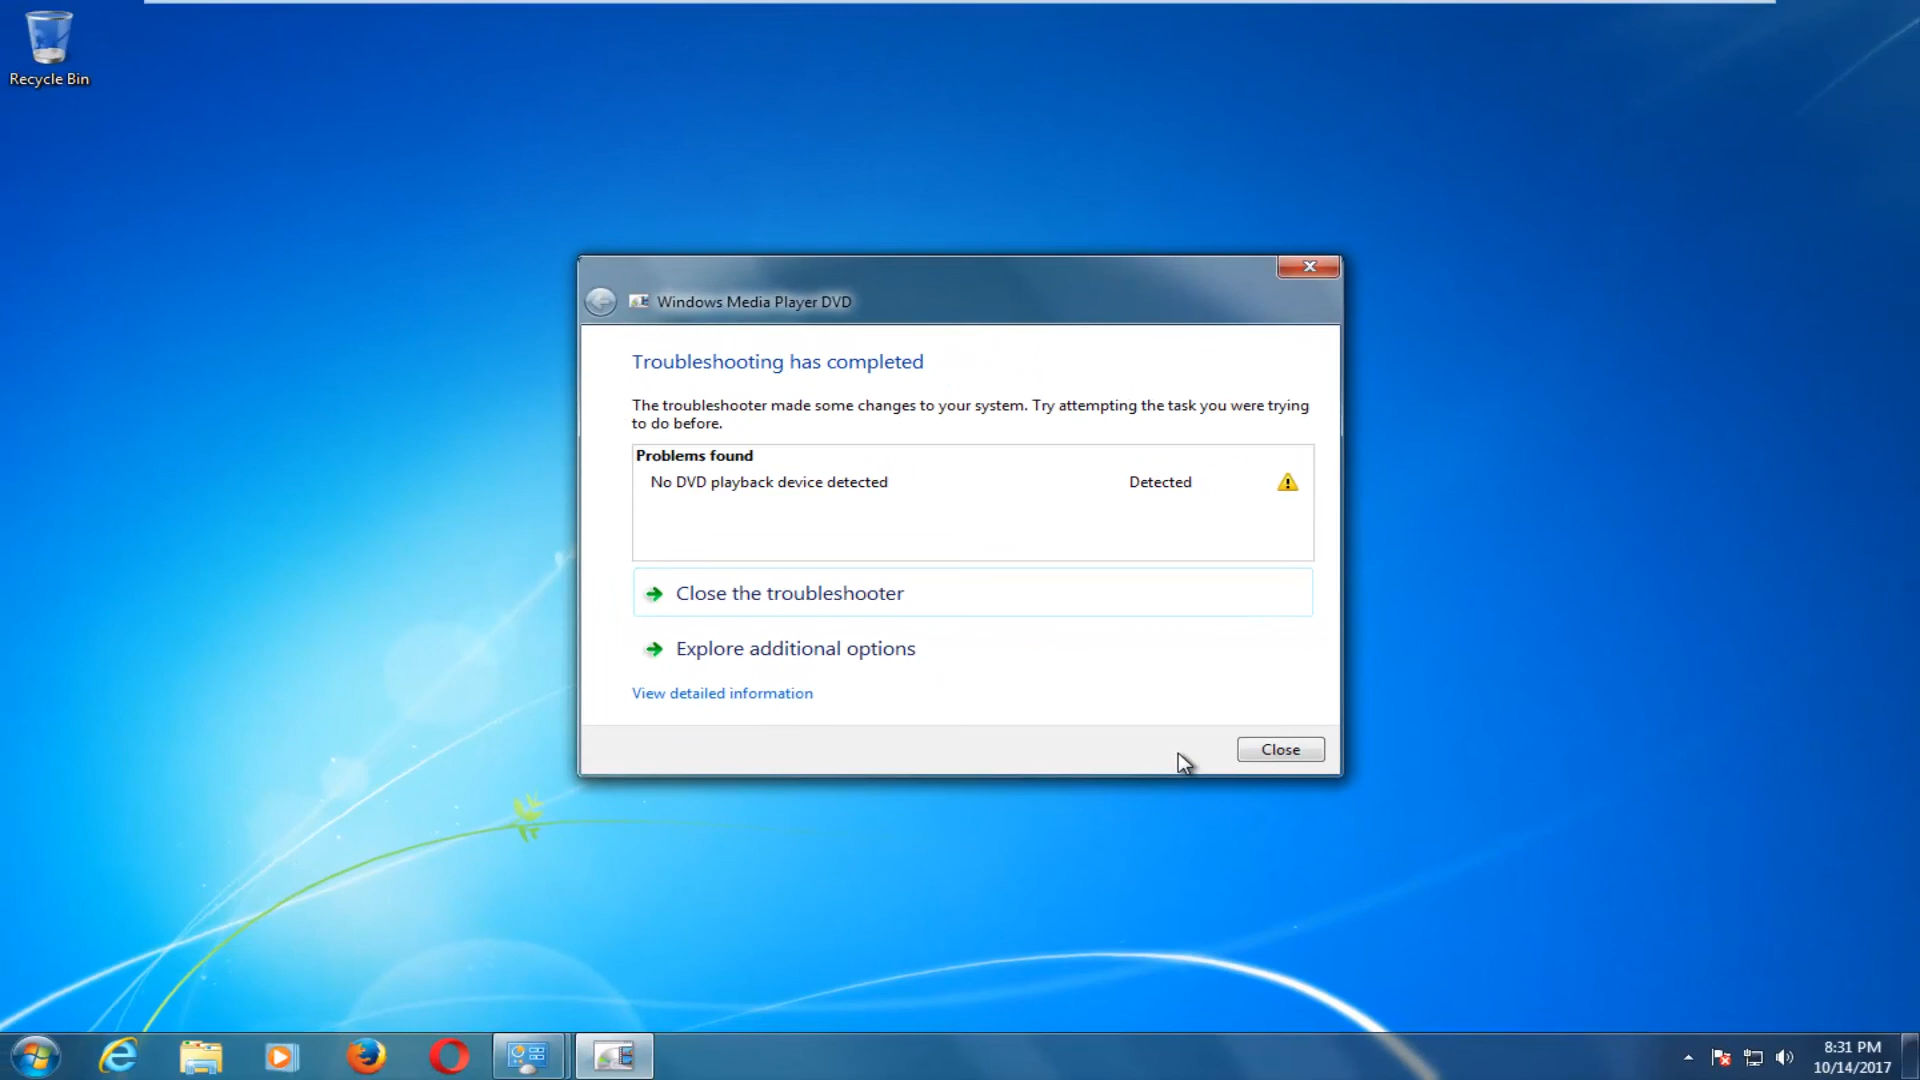 Recycle Bin
Windows Media Player DVD
Troubleshooting has completed
The troubleshooter made some changes to your system. Try attempting the task you were trying
to do before.
Problems found
No DVD playback device detected Detected
Close the troubleshooter
Explore additional options
View detailed information
Close
8:31 PM
10/14/2017